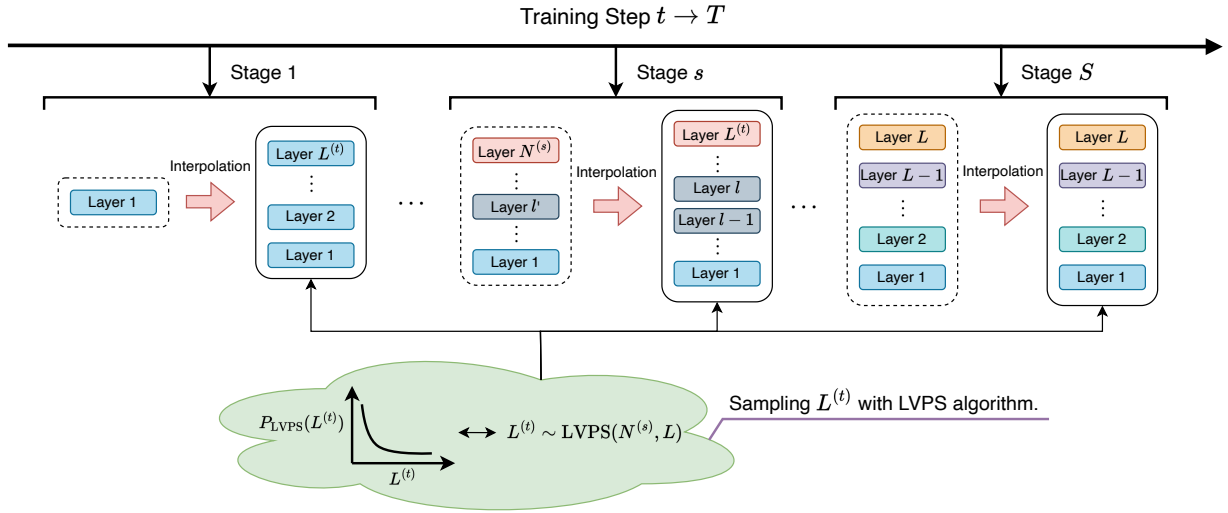 Training Step t → T
Stage 1
Stage s
Stage S
Layer 1
Interpolation
Layer L^(t)
⋮
Layer 2
Layer 1
⋯
Layer N^(s)
⋮
Layer l'
⋮
Layer 1
Interpolation
Layer L^(t)
⋮
Layer l
Layer l − 1
⋮
Layer 1
⋯
Layer L
Layer L − 1
⋮
Layer 2
Layer 1
Interpolation
Layer L
Layer L − 1
⋮
Layer 2
Layer 1
P_LVPS(L^(t))
L^(t)
L^(t) ∼ LVPS(N^(s), L)
Sampling L^(t) with LVPS algorithm.